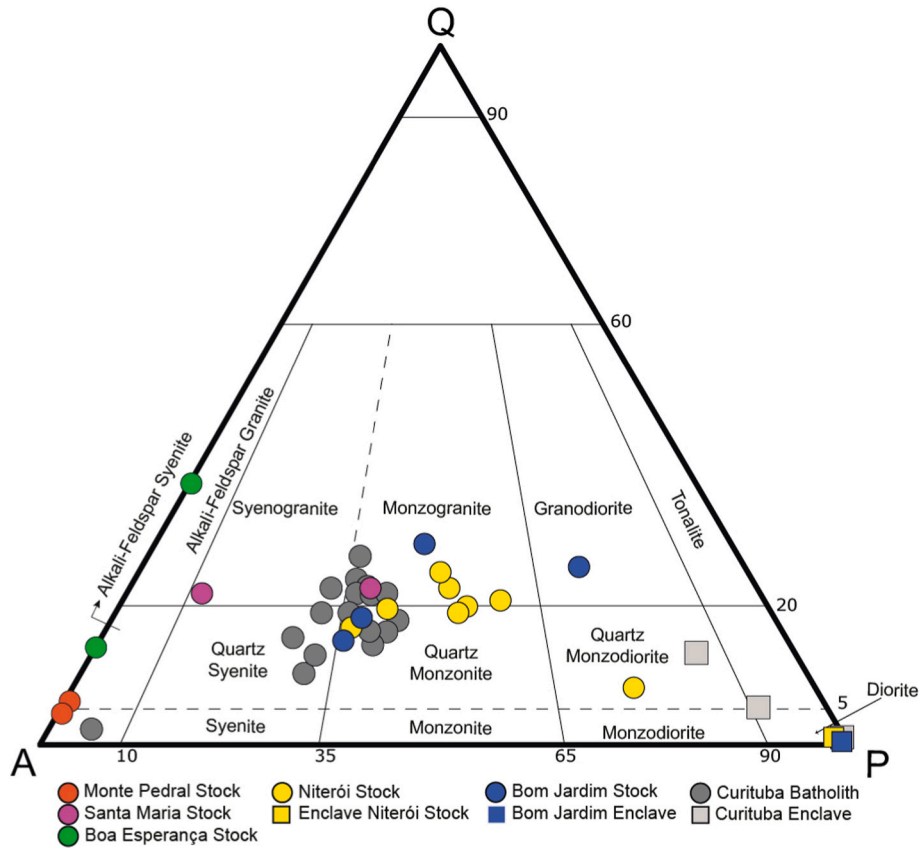 Q
90
60
Alkali-Feldspar Syenite
Alkali-Feldspar Granite
Syenogranite
Monzogranite
Granodiorite
Tonalite
20
Quartz
Syenite
Quartz
Monzonite
Quartz
Monzodiorite
5
Diorite
Syenite
Monzonite
Monzodiorite
A
10
35
65
90
P
Monte Pedral Stock
Niterói Stock
Bom Jardim Stock
Curituba Batholith
Santa Maria Stock
Enclave Niterói Stock
Bom Jardim Enclave
Curituba Enclave
Boa Esperança Stock